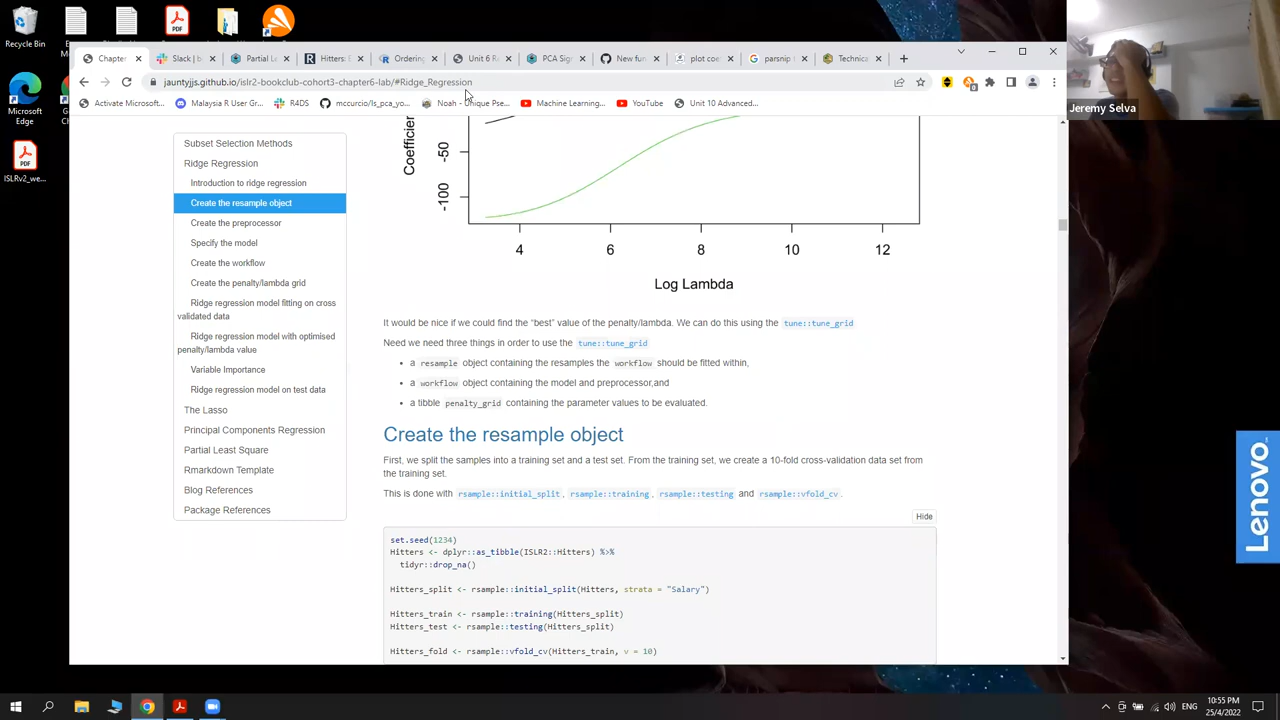 Recycle Bin
Microsoft Edge
ISLRv2_we...
Chapter
Slack | b
Partial L
Hitters: E
Ordering
Unit 6 R
PCA Sig
New fun
plot coe
parsnip l
Technica
jauntyjjs.github.io/islr2-bookclub-cohort3-chapter6-lab/#Ridge_Regression
Activate Microsoft...
Malaysia R User Gr...
R4DS
mccurcio/ls_pca_yo...
Noah - Unique Pse...
Machine Learning...
YouTube
Unit 10 Advanced...
Jeremy Selva
Subset Selection Methods
Ridge Regression
Introduction to ridge regression
Create the resample object
Create the preprocessor
Specify the model
Create the workflow
Create the penalty/lambda grid
Ridge regression model fitting on cross
validated data
Ridge regression model with optimised
penalty/lambda value
Variable Importance
Ridge regression model on test data
The Lasso
Principal Components Regression
Partial Least Square
Rmarkdown Template
Blog References
Package References
Coefficier
-50
-100
4 6 8 10 12
Log Lambda
It would be nice if we could find the "best" value of the penalty/lambda. We can do this using the tune::tune_grid
Need we need three things in order to use the tune::tune_grid
• a resample object containing the resamples the workflow should be fitted within,
• a workflow object containing the model and preprocessor,and
• a tibble penalty_grid containing the parameter values to be evaluated.
Create the resample object
First, we split the samples into a training set and a test set. From the training set, we create a 10-fold cross-validation data set from
the training set.
This is done with rsample::initial_split, rsample::training, rsample::testing and rsample::vfold_cv.
Hide
set.seed(1234)
Hitters <- dplyr::as_tibble(ISLR2::Hitters) %>%
tidyr::drop_na()
Hitters_split <- rsample::initial_split(Hitters, strata = "Salary")
Hitters_train <- rsample::training(Hitters_split)
Hitters_test <- rsample::testing(Hitters_split)
Hitters_fold <- rsample::vfold_cv(Hitters_train, v = 10)
Lenovo
10:55 PM
25/4/2022